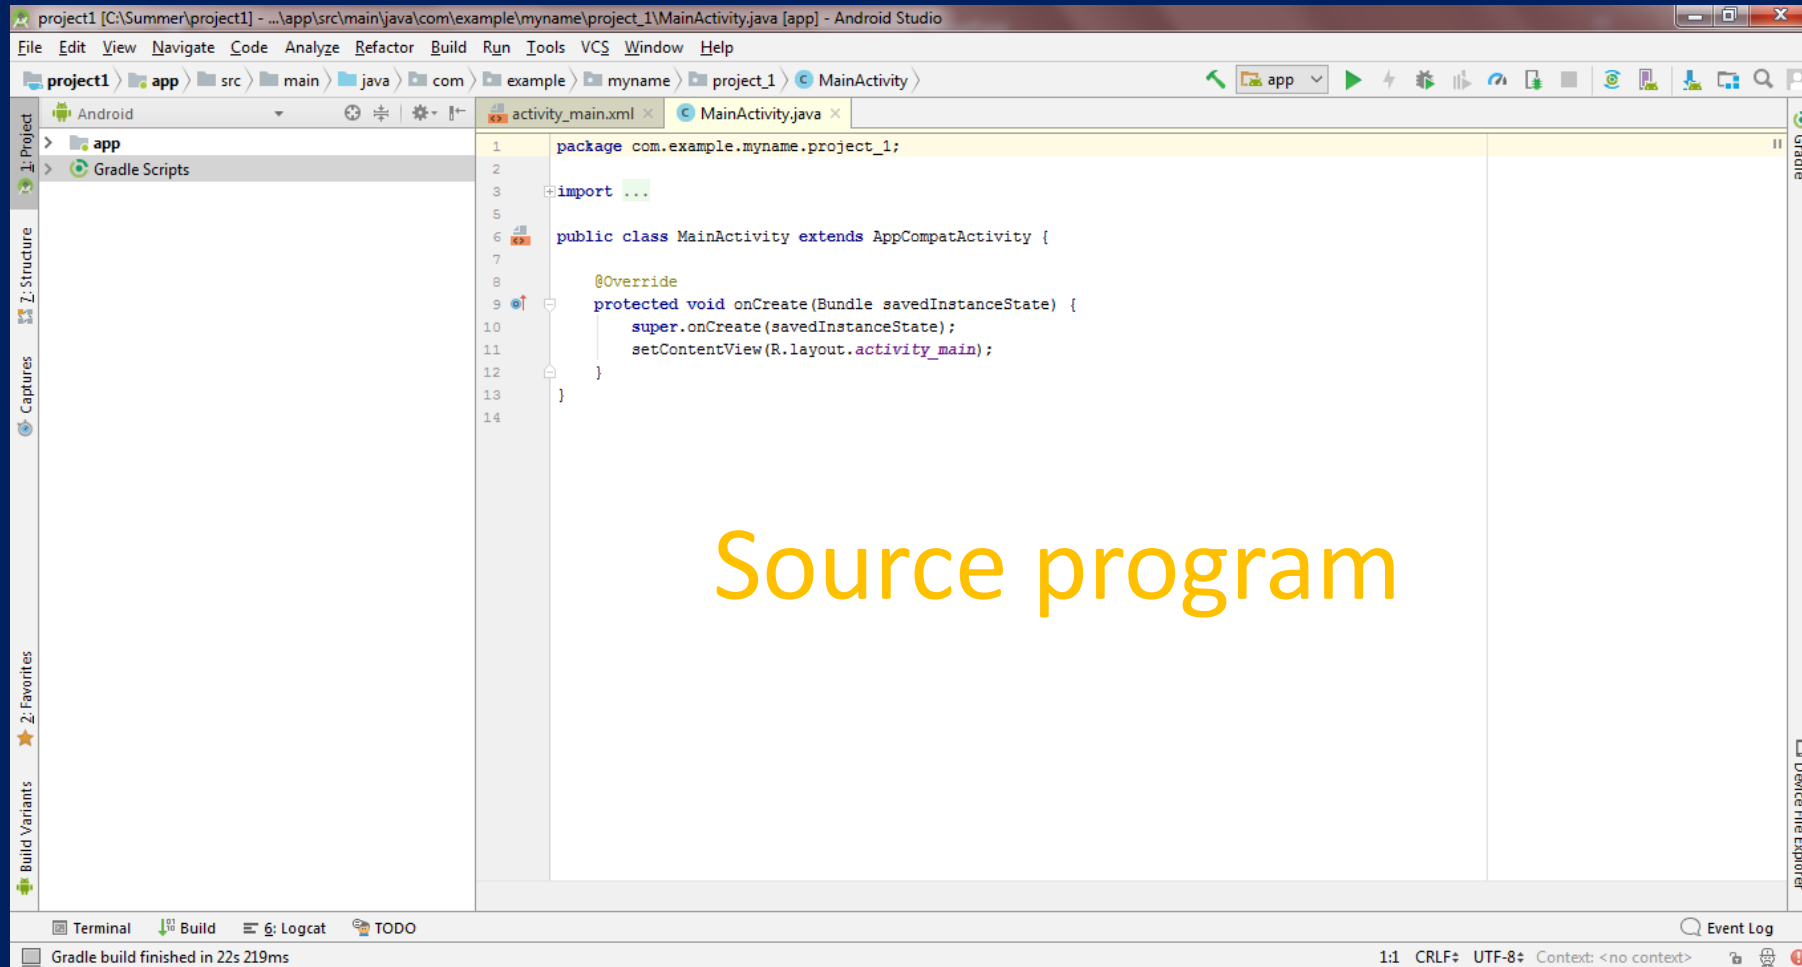 project1 [C:\Summer\project1] - ...\app\src\main\java\com\example\myname\project_1\MainActivity.java [app] - Android Studio
File Edit View Navigate Code Analyze Refactor Build Run Tools VCS Window Help
project1 app src main java com example myname project_1 MainActivity app
1: Project
7: Structure
Captures
2: Favorites
Build Variants
Android
app
Gradle Scripts
activity_main.xml MainActivity.java
1 package com.example.myname.project_1;
2
3 import ...
5
6 public class MainActivity extends AppCompatActivity {
7
8 @Override
9 protected void onCreate(Bundle savedInstanceState) {
10 super.onCreate(savedInstanceState);
11 setContentView(R.layout.activity_main);
12 }
13 }
14
Source program
Gradle
Device File Explorer
Terminal Build 6: Logcat TODO Event Log
Gradle build finished in 22s 219ms 1:1 CRLF UTF-8 Context: <no context>